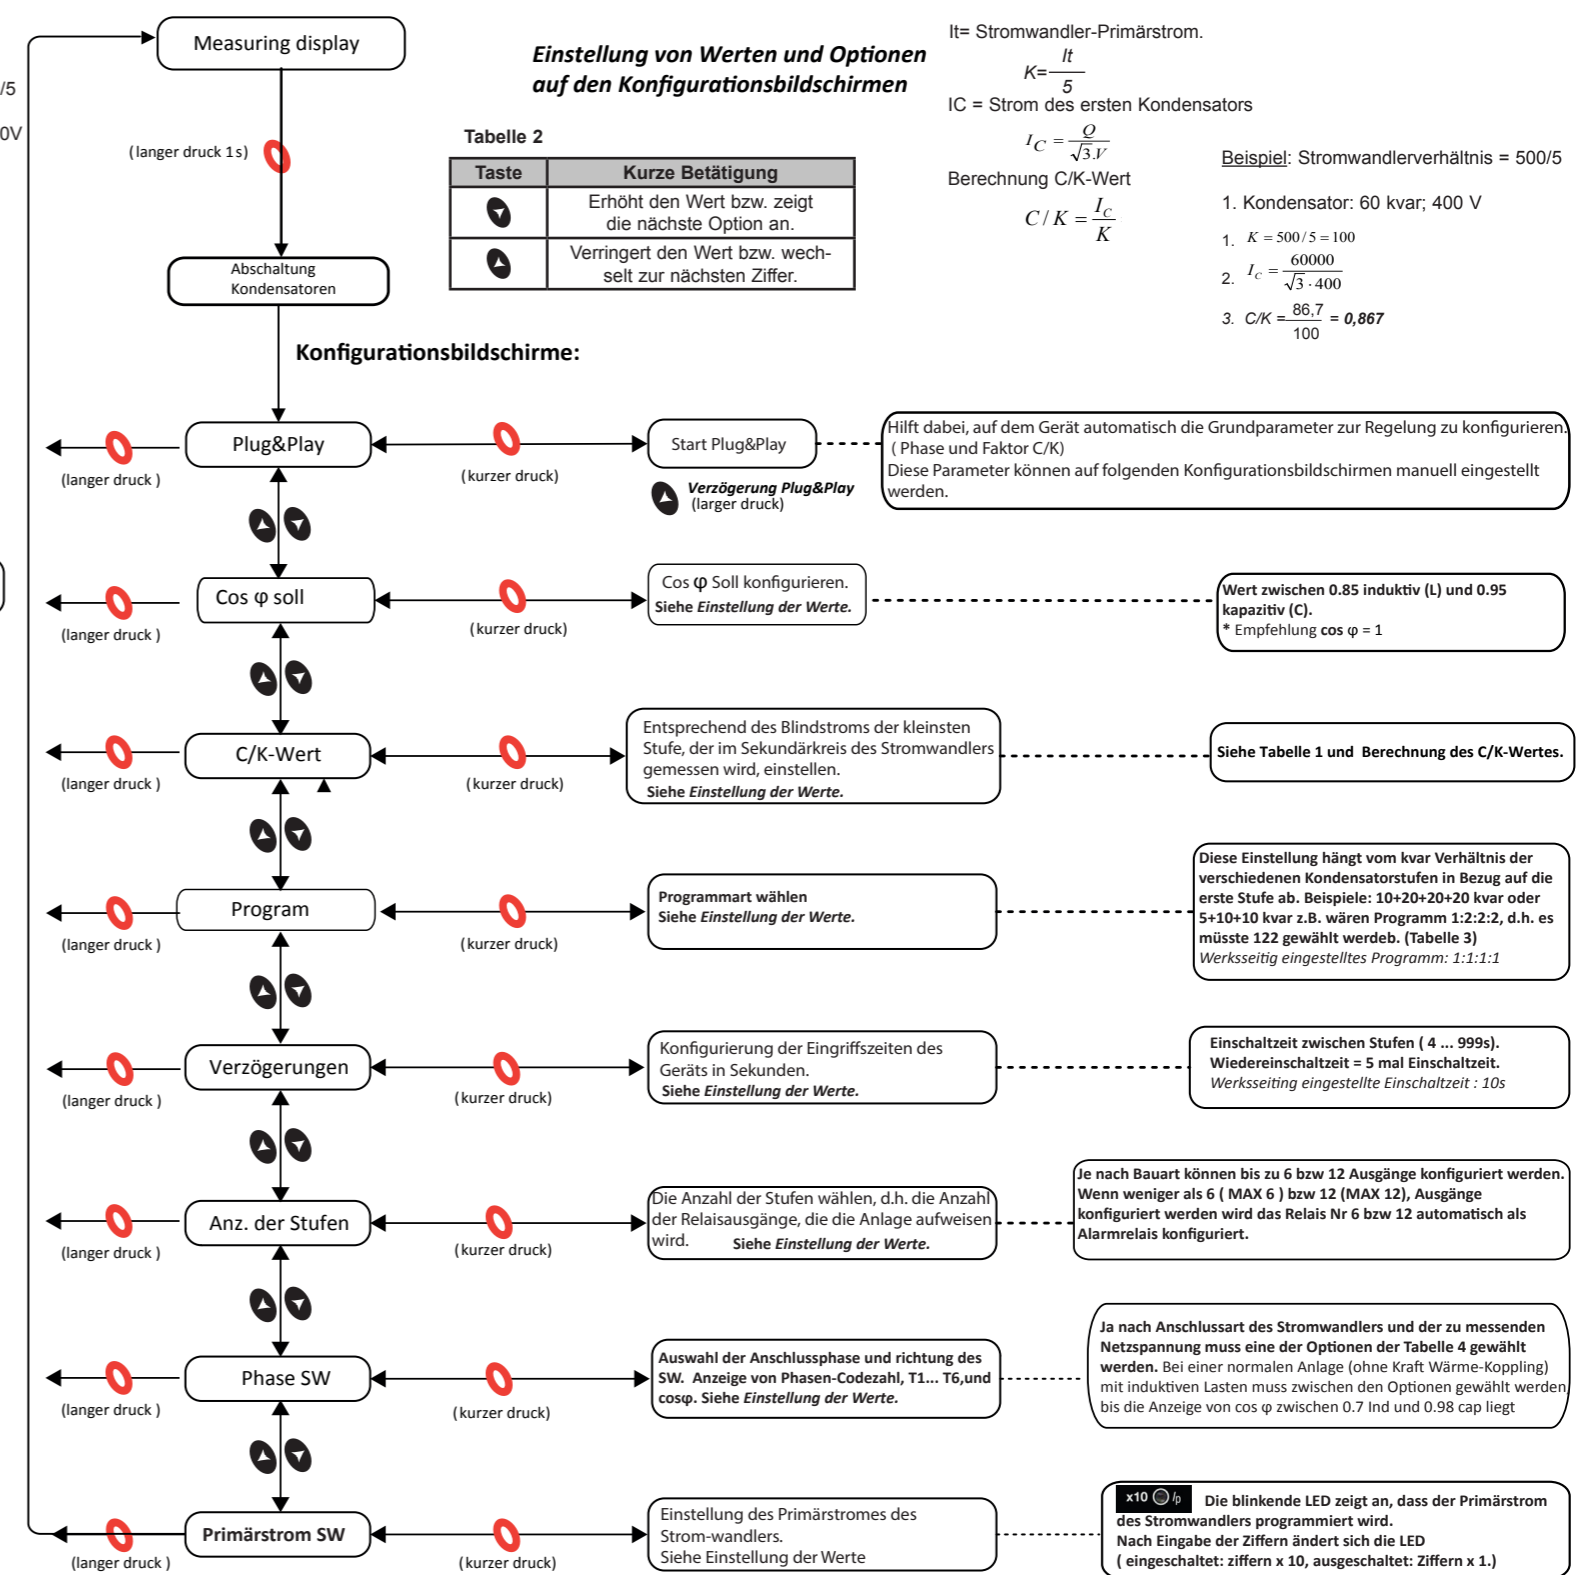 Measuring display
/5
0V
(langer druck 1s)
Abschaltung
Kondensatoren
Einstellung von Werten und Optionen
auf den Konfigurationsbildschirmen
Tabelle 2
Taste Kurze Betätigung
Erhöht den Wert bzw. zeigt
die nächste Option an.
Verringert den Wert bzw. wech-
selt zur nächsten Ziffer.
It= Stromwandler-Primärstrom.
K= It / 5
IC = Strom des ersten Kondensators
I_C = Q / √3.V
Berechnung C/K-Wert
C / K = I_C / K
Beispiel: Stromwandlerverhältnis = 500/5
1. Kondensator: 60 kvar; 400 V
1. K = 500/5 = 100
2. I_C = 60000 / √3 · 400
3. C/K = 86,7 / 100 = 0,867
Konfigurationsbildschirme:
Plug&Play
(langer druck )
(kurzer druck)
Start Plug&Play
Verzögerung Plug&Play
(larger druck)
Hilft dabei, auf dem Gerät automatisch die Grundparameter zur Regelung zu konfigurieren.
( Phase und Faktor C/K)
Diese Parameter können auf folgenden Konfigurationsbildschirmen manuell eingestellt
werden.
Cos φ soll
(langer druck )
(kurzer druck)
Cos φ Soll konfigurieren.
Siehe Einstellung der Werte.
Wert zwischen 0.85 induktiv (L) und 0.95
kapazitiv (C).
* Empfehlung cos φ = 1
C/K-Wert
(langer druck )
(kurzer druck)
Entsprechend des Blindstroms der kleinsten
Stufe, der im Sekundärkreis des Stromwandlers
gemessen wird, einstellen.
Siehe Einstellung der Werte.
Siehe Tabelle 1 und Berechnung des C/K-Wertes.
Program
(langer druck )
(kurzer druck)
Programmart wählen
Siehe Einstellung der Werte.
Diese Einstellung hängt vom kvar Verhältnis der
verschiedenen Kondensatorstufen in Bezug auf die
erste Stufe ab. Beispiele: 10+20+20+20 kvar oder
5+10+10 kvar z.B. wären Programm 1:2:2:2, d.h. es
müsste 122 gewählt werdeb. (Tabelle 3)
Werksseitig eingestelltes Programm: 1:1:1:1
Verzögerungen
(langer druck )
(kurzer druck)
Konfigurierung der Eingriffszeiten des
Geräts in Sekunden.
Siehe Einstellung der Werte.
Einschaltzeit zwischen Stufen ( 4 ... 999s).
Wiedereinschaltzeit = 5 mal Einschaltzeit.
Werksseiting eingestellte Einschaltzeit : 10s
Anz. der Stufen
(langer druck )
(kurzer druck)
Die Anzahl der Stufen wählen, d.h. die Anzahl
der Relaisausgänge, die die Anlage aufweisen
wird. Siehe Einstellung der Werte.
Je nach Bauart können bis zu 6 bzw 12 Ausgänge konfiguriert werden.
Wenn weniger als 6 ( MAX 6 ) bzw 12 (MAX 12), Ausgänge
konfiguriert werden wird das Relais Nr 6 bzw 12 automatisch als
Alarmrelais konfiguriert.
Phase SW
(langer druck )
(kurzer druck)
Auswahl der Anschlussphase und richtung des
SW. Anzeige von Phasen-Codezahl, T1... T6,und
cosφ. Siehe Einstellung der Werte.
Ja nach Anschlussart des Stromwandlers und der zu messenden
Netzspannung muss eine der Optionen der Tabelle 4 gewählt
werden. Bei einer normalen Anlage (ohne Kraft Wärme-Koppling)
mit induktiven Lasten muss zwischen den Optionen gewählt werden,
bis die Anzeige von cos φ zwischen 0.7 Ind und 0.98 cap liegt
Primärstrom SW
(langer druck )
(kurzer druck)
Einstellung des Primärstromes des
Strom-wandlers.
Siehe Einstellung der Werte
x10 Ip Die blinkende LED zeigt an, dass der Primärstrom
des Stromwandlers programmiert wird.
Nach Eingabe der Ziffern ändert sich die LED
( eingeschaltet: ziffern x 10, ausgeschaltet: Ziffern x 1.)